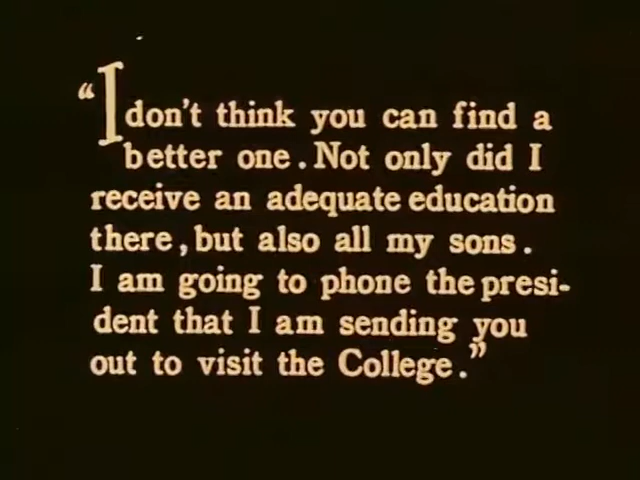 “I don't think you can find a
better one. Not only did I
receive an adequate education
there, but also all my sons.
I am going to phone the presi-
dent that I am sending you
out to visit the College.”